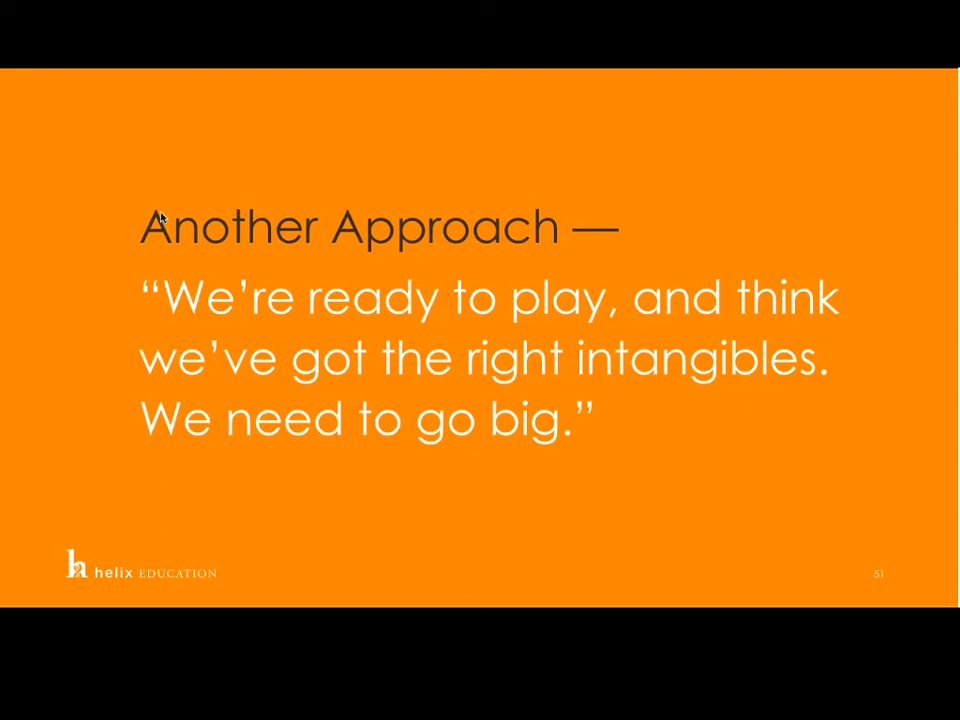 Another Approach —
“We’re ready to play, and think
we’ve got the right intangibles.
We need to go big.”
helix EDUCATION
51